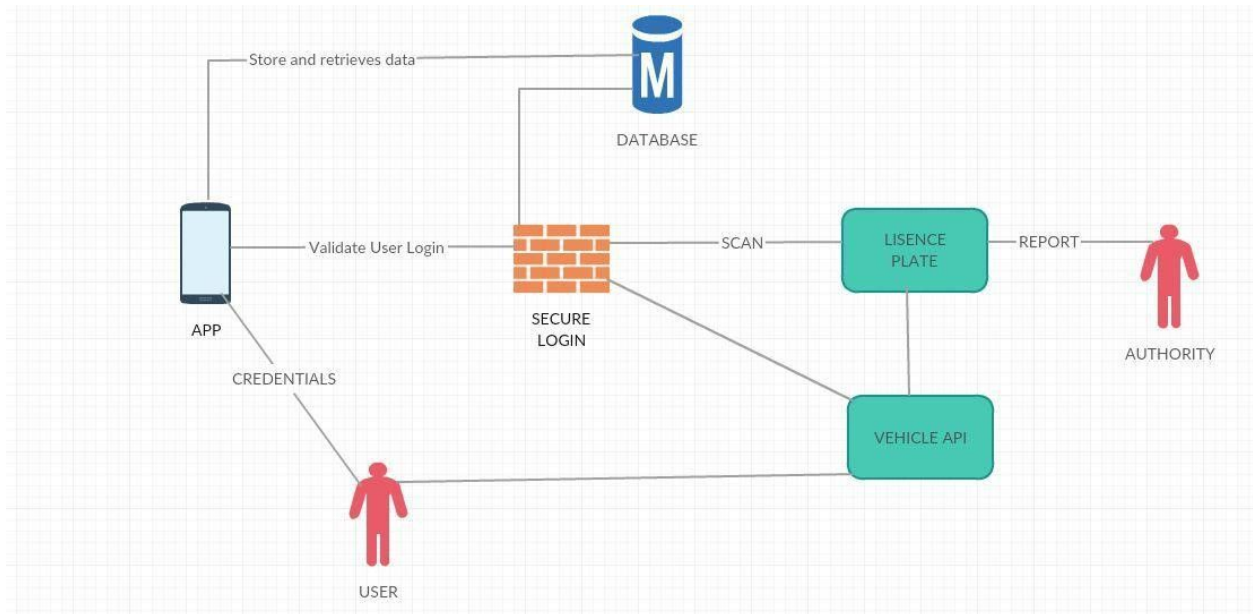 Store and retrieves data
M
DATABASE
Validate User Login
SCAN
LISENCE
PLATE
REPORT
APP
SECURE
LOGIN
AUTHORITY
CREDENTIALS
VEHICLE API
USER